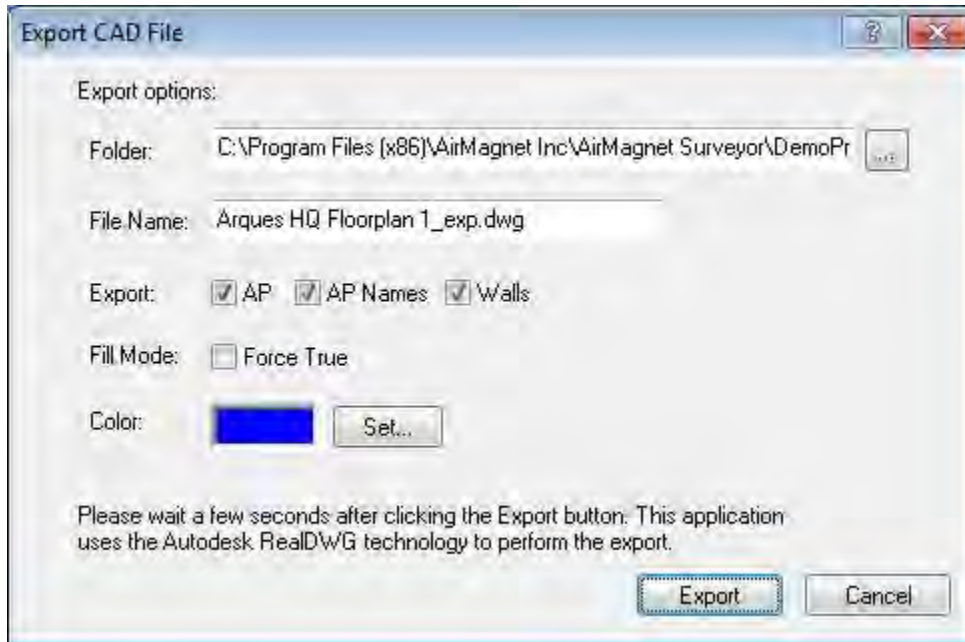 Export CAD File
Export options:
Folder: C:\Program Files (x86)\AirMagnet Inc\AirMagnet Surveyor\DemoPr ...
File Name: Arques HQ Floorplan 1_exp.dwg
Export: AP AP Names Walls
Fill Mode: Force True
Color: Set...
Please wait a few seconds after clicking the Export button. This application
uses the Autodesk RealDWG technology to perform the export.
Export Cancel